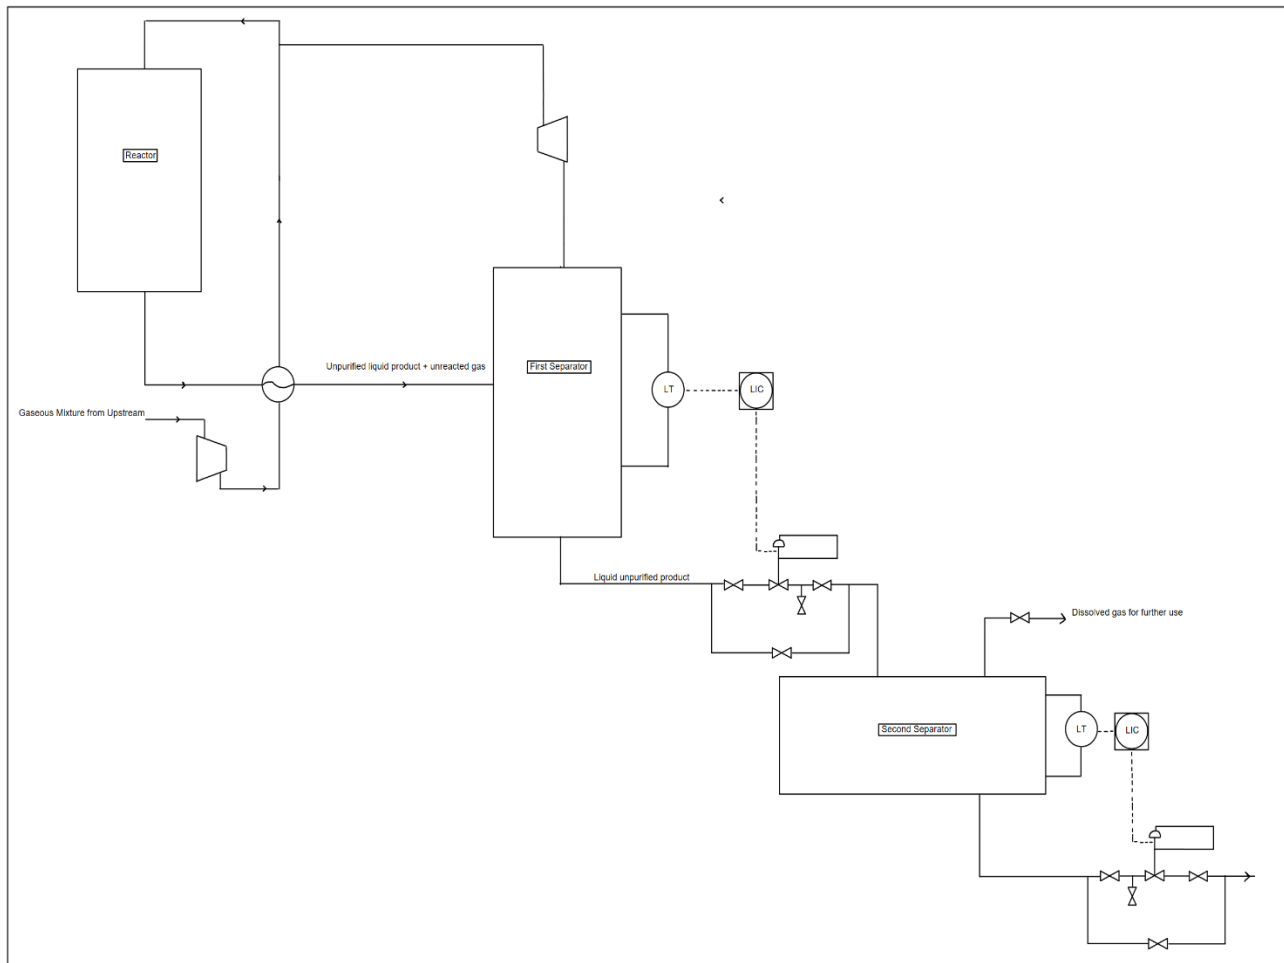 Reactor
Unpurified liquid product + unreacted gas
First Separator
LT
LIC
Gaseous Mixture from Upstream
Liquid unpurified product
Dissolved gas for further use
Second Separator
LT
LIC